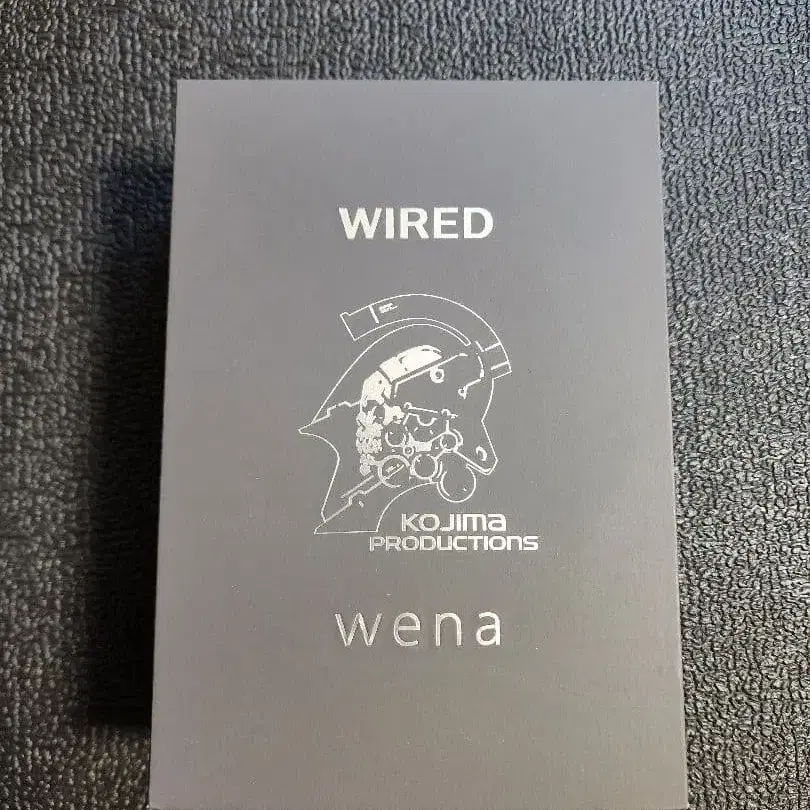 WIRED
KOJIMA
PRODUCTIONS
wena